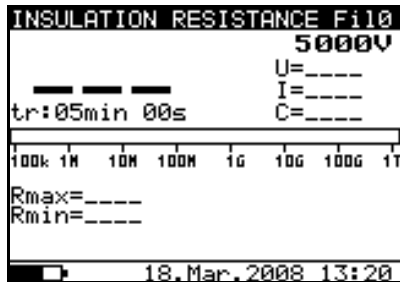 INSULATION RESISTANCE Fil0
5000V
U=____
I=____
tr:05min 00s C=____
100k 1M 10M 100M 1G 10G 100G 1T
Rmax=____
Rmin=____
18.Mar.2008 13:20